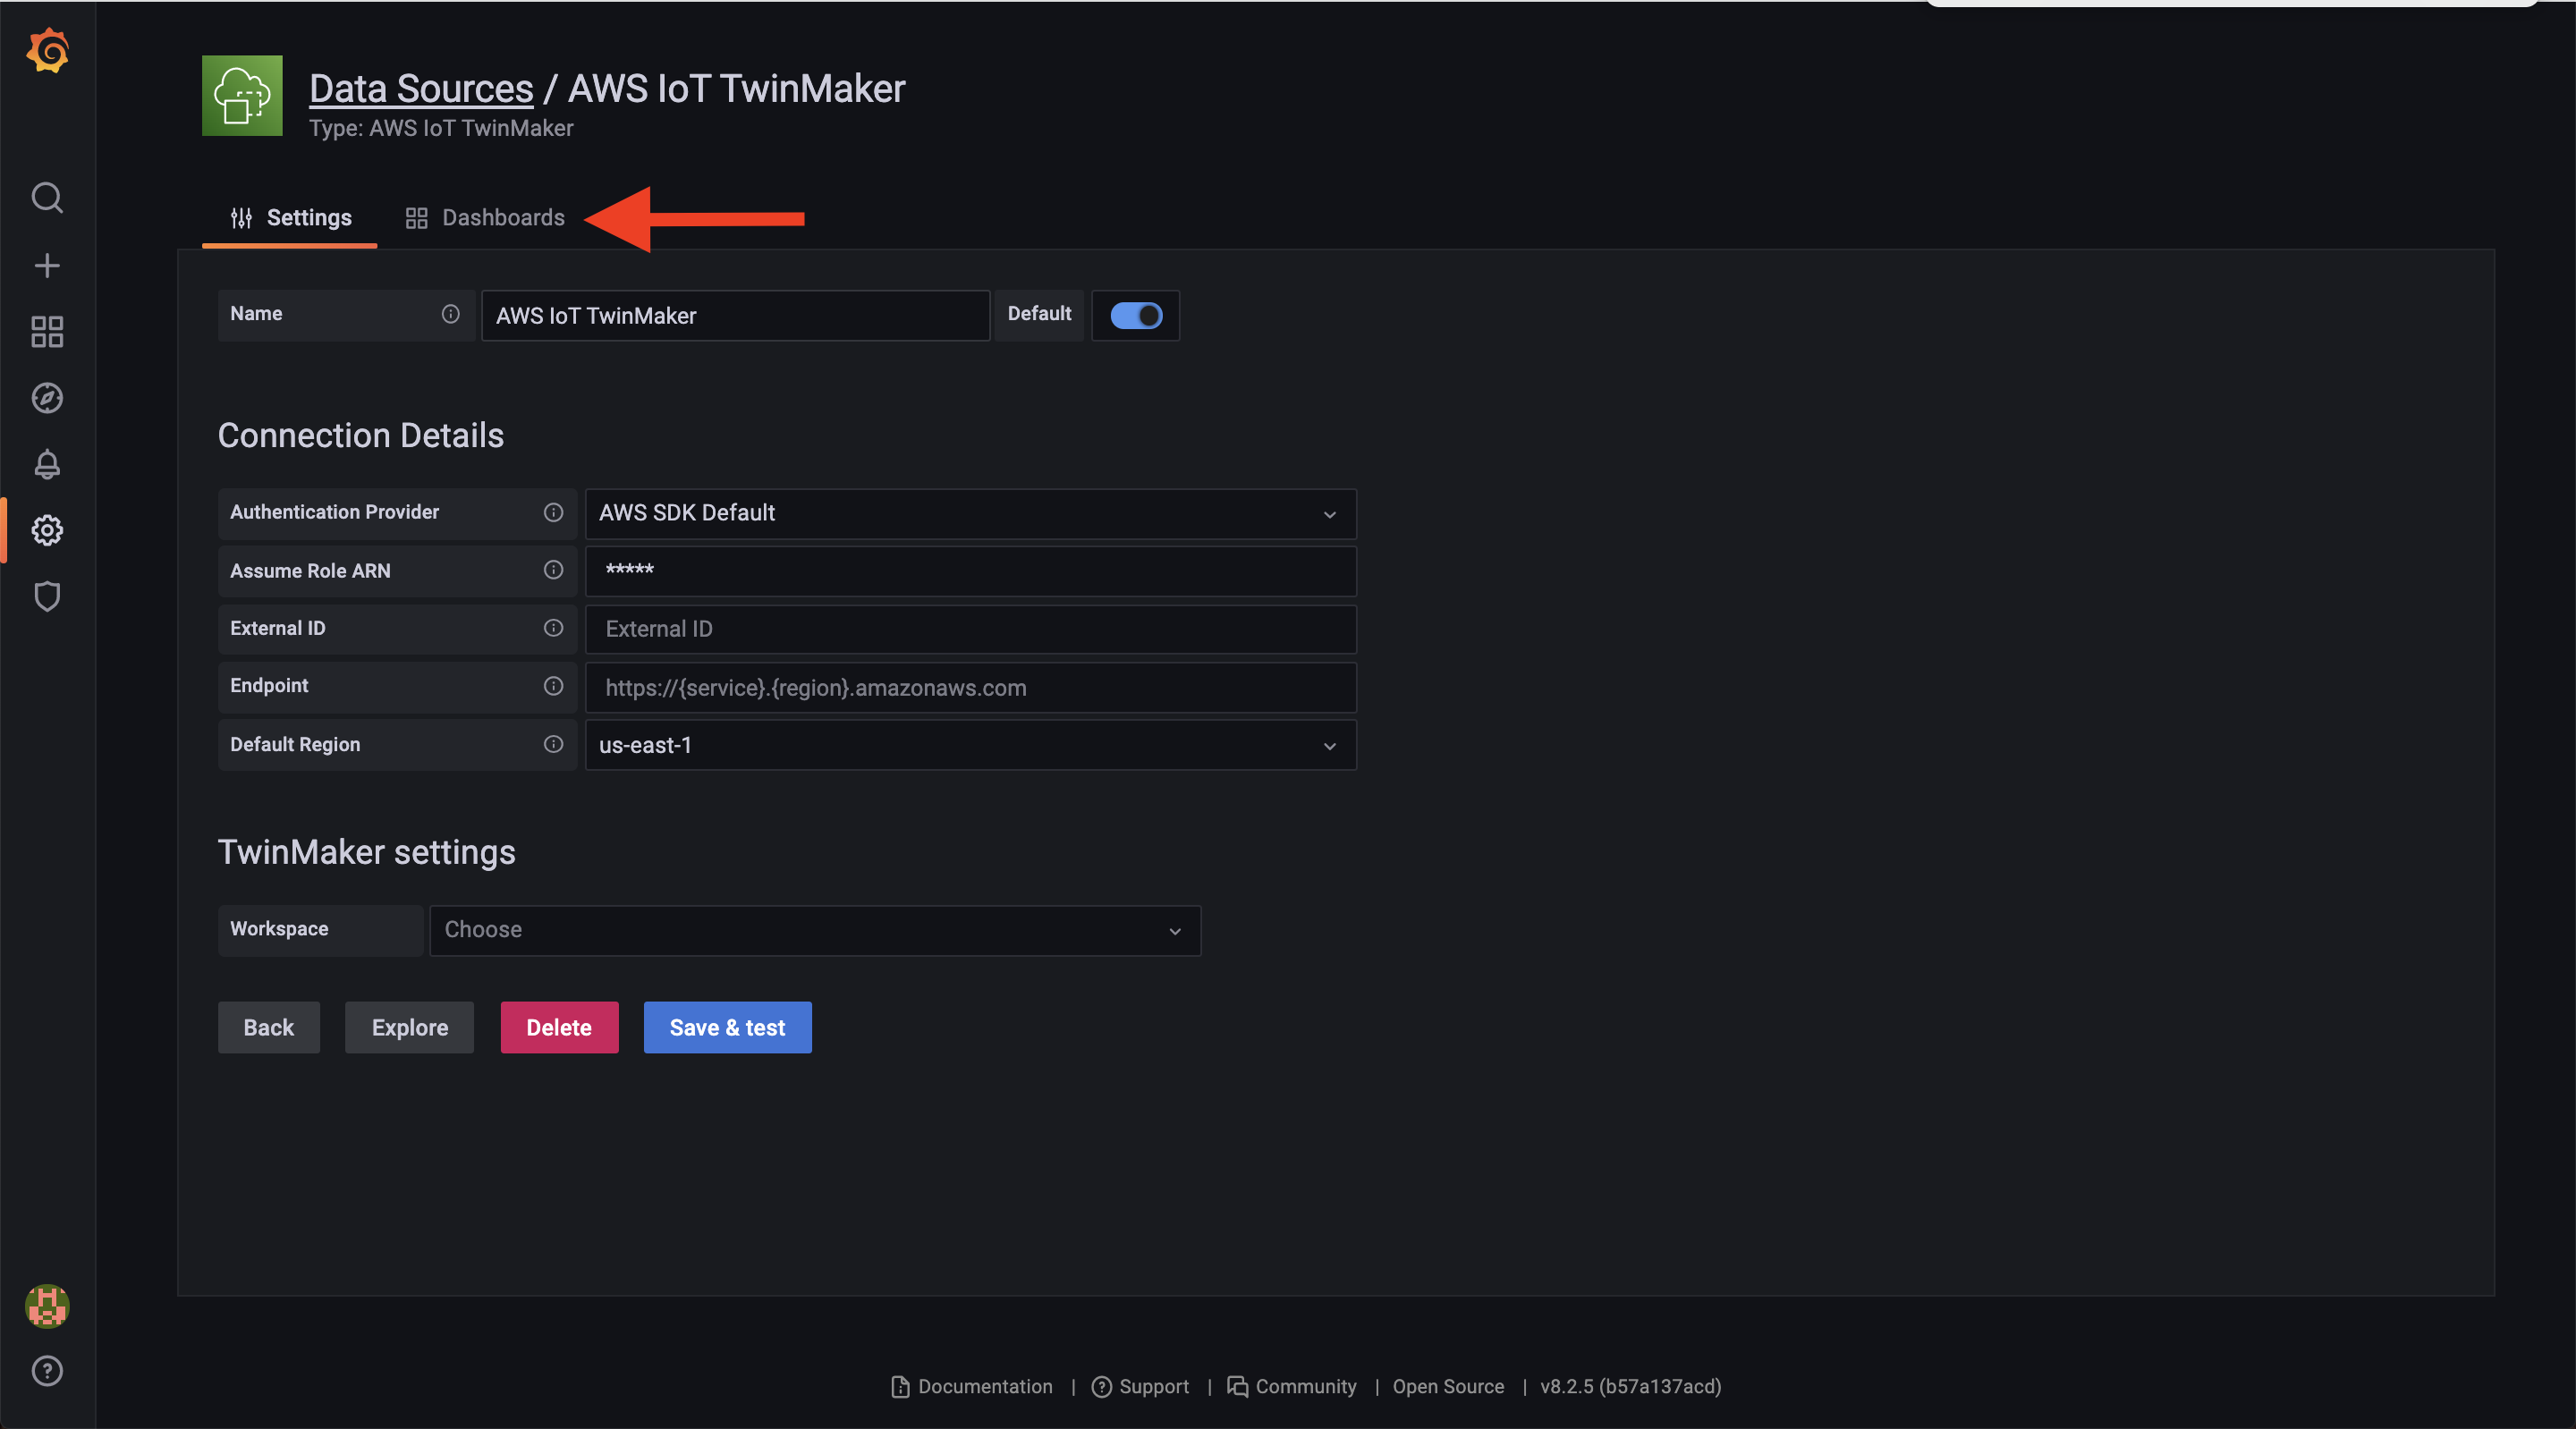 Data Sources / AWS IoT TwinMaker
Type: AWS IoT TwinMaker
Settings Dashboards
Name AWS IoT TwinMaker Default
Connection Details
Authentication Provider AWS SDK Default
Assume Role ARN *****
External ID External ID
Endpoint https://{service}.{region}.amazonaws.com
Default Region us-east-1
TwinMaker settings
Workspace Choose
Back Explore Delete Save & test
Documentation | Support | Community | Open Source | v8.2.5 (b57a137acd)